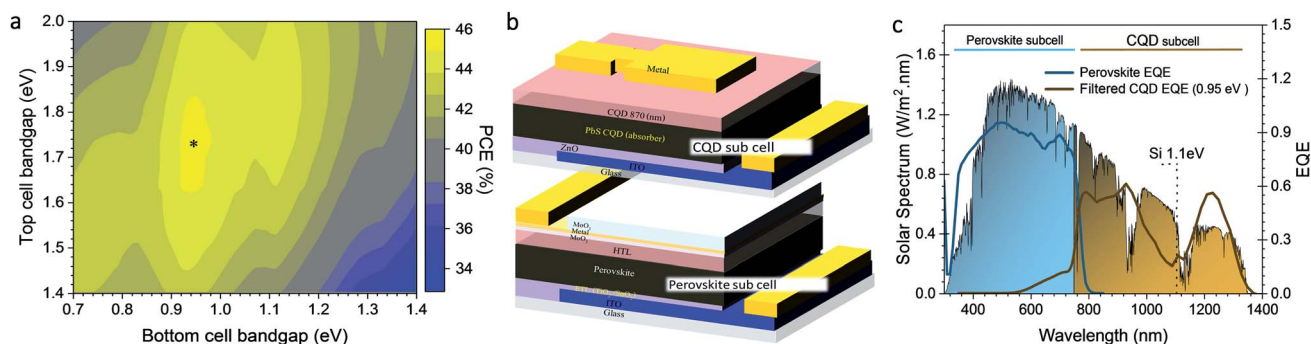 a
Top cell bandgap (eV)
2.0
1.9
1.8
1.7
1.6
1.5
1.4
*
0.7 0.8 0.9 1.0 1.1 1.2 1.3 1.4
Bottom cell bandgap (eV)
46
44
42
40
38
36
34
PCE (%)
b
Metal
CQD 870 (nm)
PbS CQD (absorber)
CQD sub cell
ZnO
ITO
Glass
Metal
HTL
Perovskite
Perovskite sub cell
ITO
Glass
c
Solar Spectrum (W/m².nm)
1.6
1.2
0.8
0.4
0.0
Perovskite subcell
CQD subcell
Perovskite EQE
Filtered CQD EQE (0.95 eV )
Si 1.1eV
400 600 800 1000 1200 1400
Wavelength (nm)
1.5
1.2
0.9
0.6
0.3
0.0
EQE